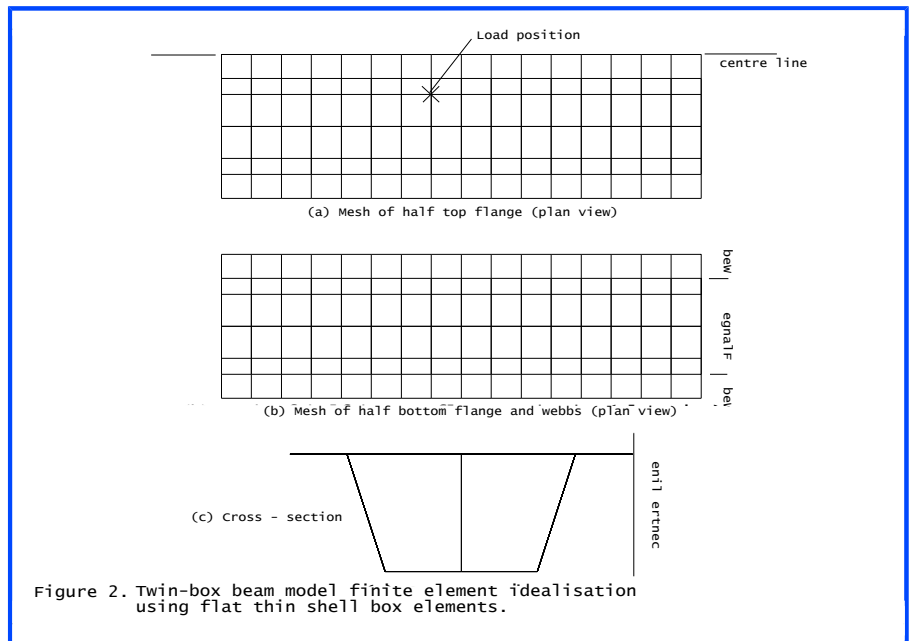 Load position
centre line
(a) Mesh of half top flange (plan view)
bew
egnalF
bew
(b) Mesh of half bottom flange and webbs (plan view)
enil ertnec
(c) Cross - section
Figure 2. Twin-box beam model finite element idealisation
using flat thin shell box elements.